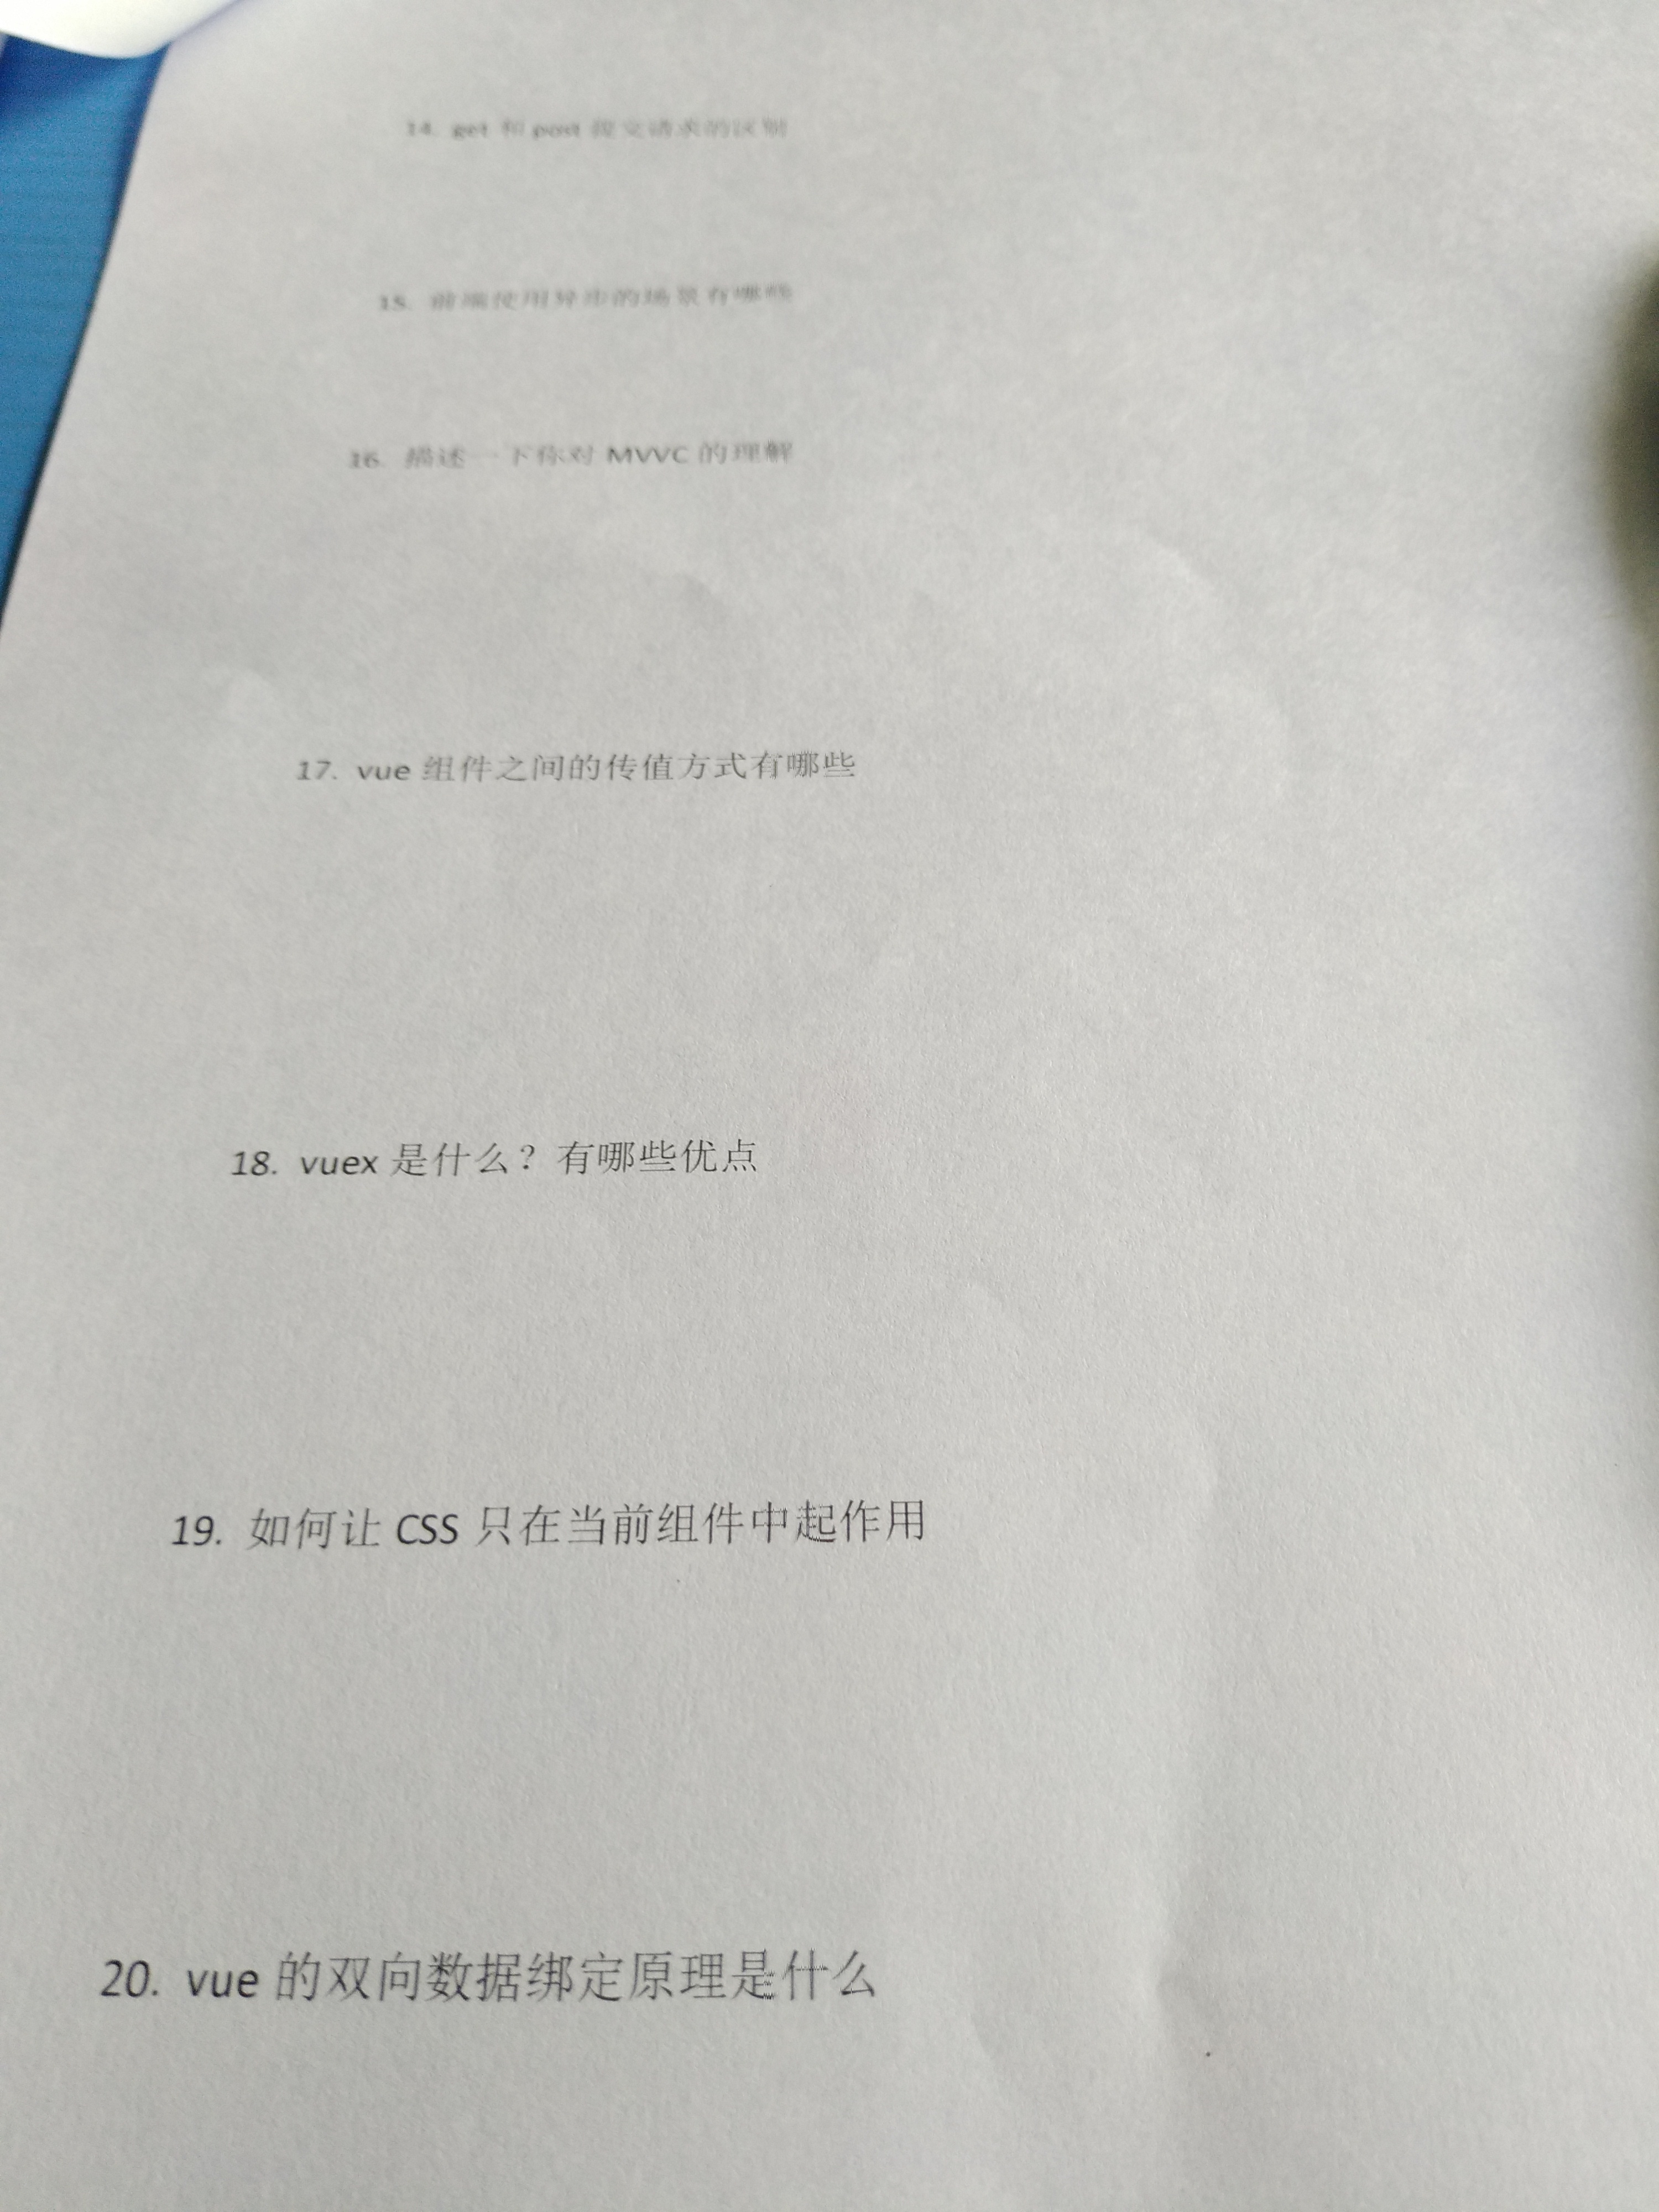 14. get 和 post 提交请求的区别
15. 前端使用异步的场景有哪些
16. 描述一下你对 MVVC 的理解
17. vue 组件之间的传值方式有哪些
18. vuex 是什么？有哪些优点
19. 如何让 CSS 只在当前组件中起作用
20. vue 的双向数据绑定原理是什么